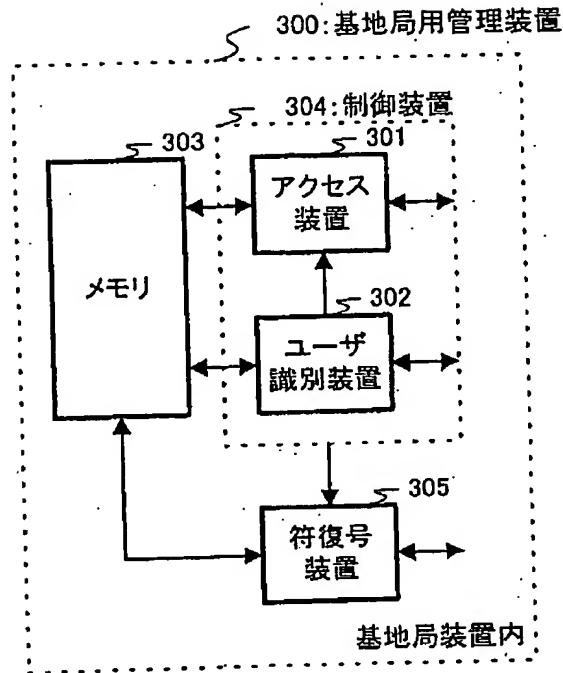 300:基地局用管理装置
304:制御装置
303
301
アクセス
装置
メモリ
302
ユーザ
識別装置
305
符復号
装置
基地局装置内